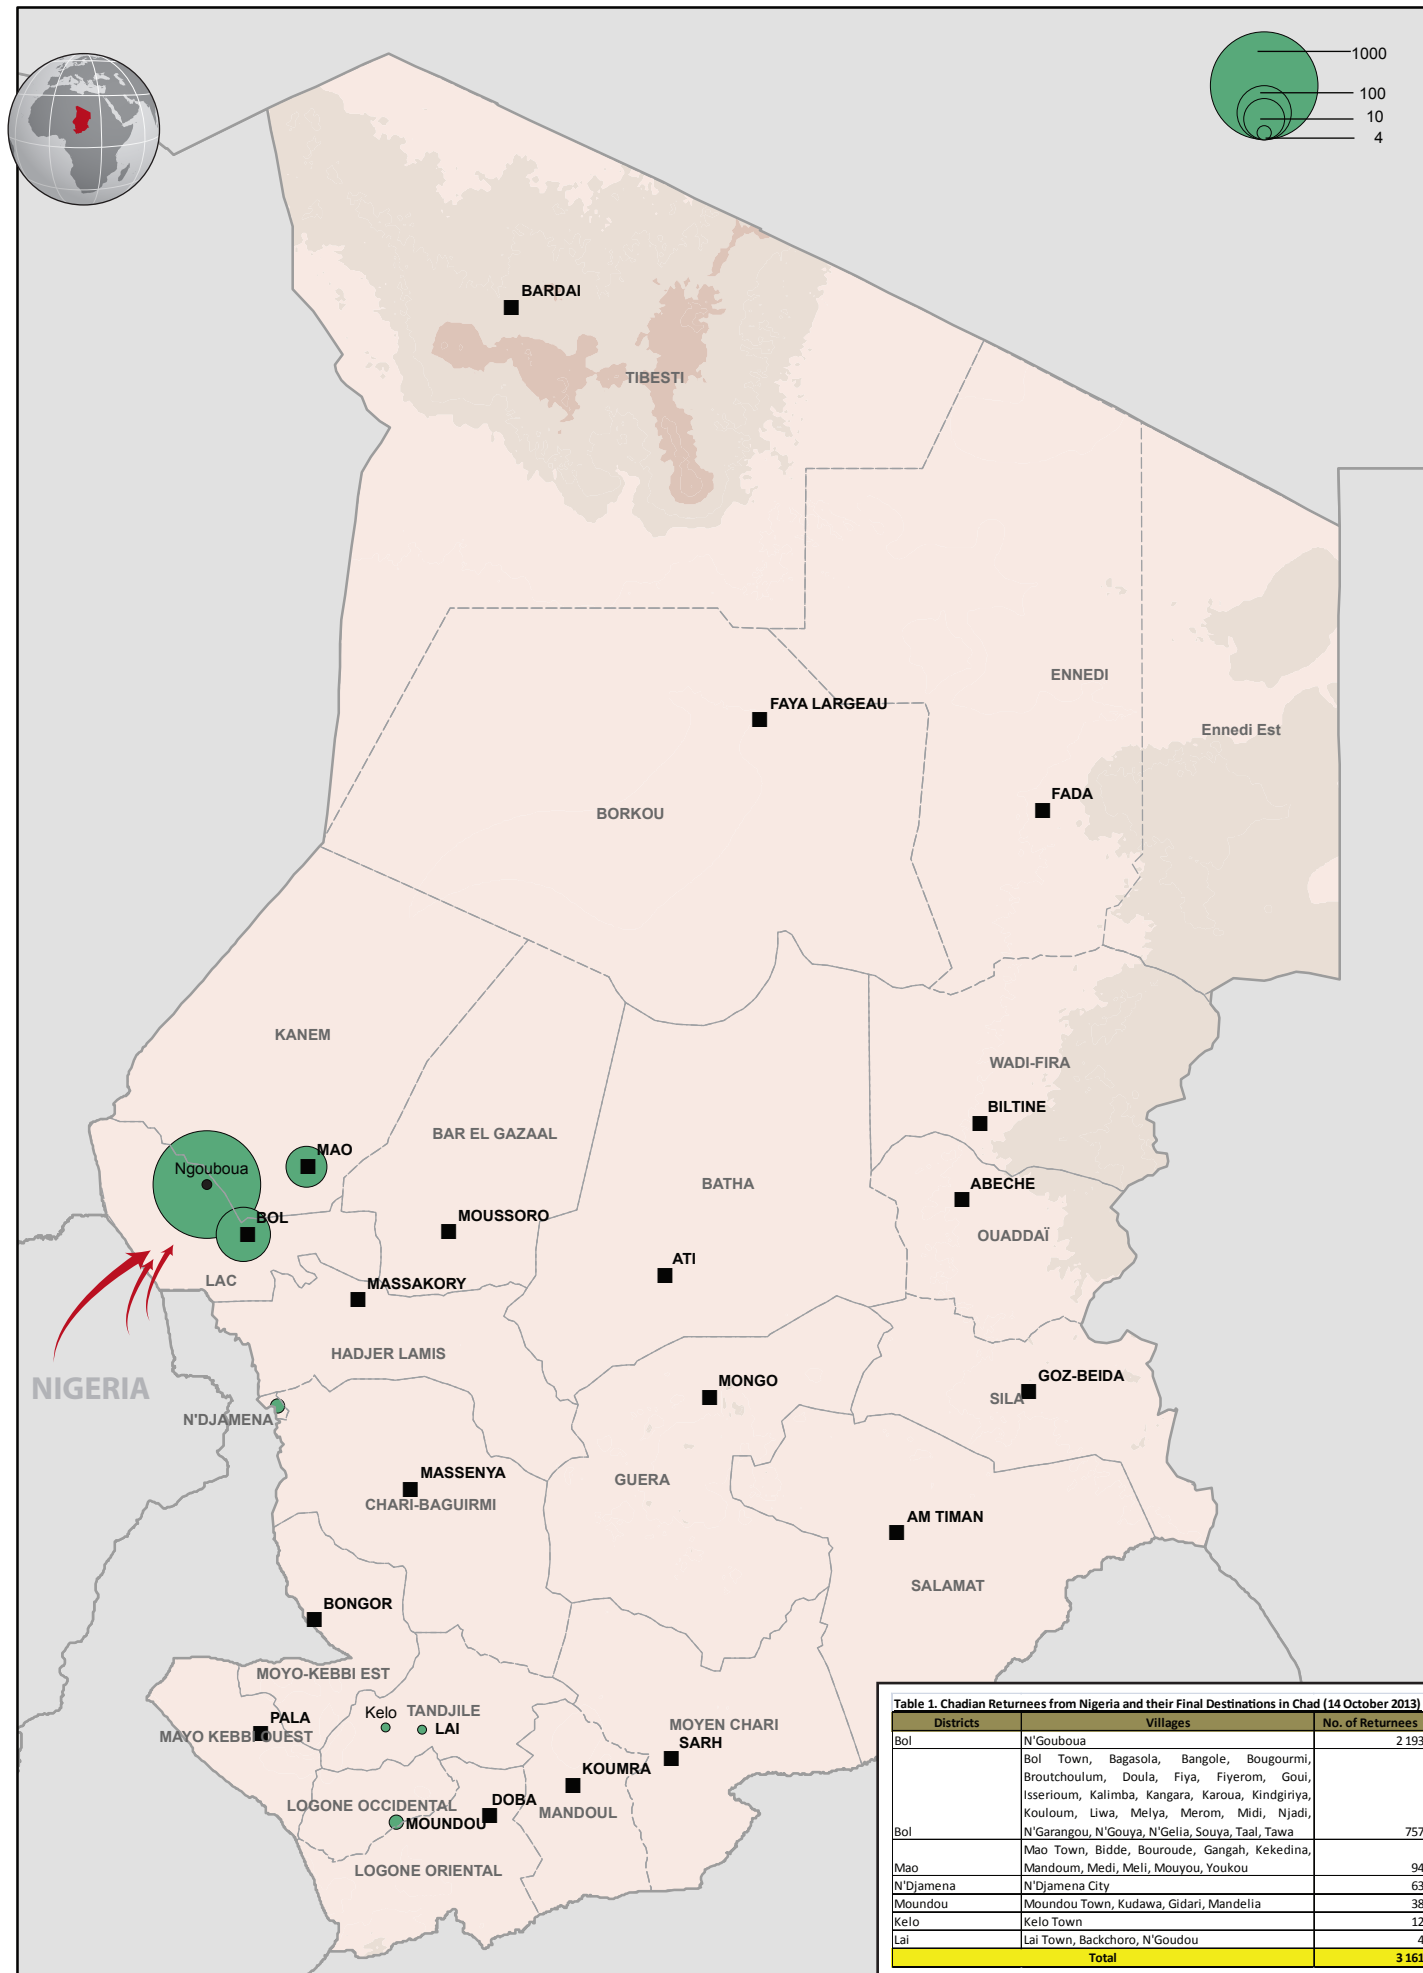 1000
100
10
4
BARDAI
TIBESTI
ENNEDI
FAYA LARGEAU
Ennedi Est
FADA
BORKOU
KANEM
WADI-FIRA
BILTINE
BAR EL GAZAAL
MAO
Ngouboua
BATHA
ABECHE
BOL
MOUSSORO
OUADDAÏ
ATI
LAC
MASSAKORY
HADJER LAMIS
NIGERIA
MONGO
GOZ-BEIDA
SILA
N'DJAMENA
MASSENYA
GUERA
CHARI-BAGUIRMI
AM TIMAN
SALAMAT
BONGOR
MOYO-KEBBI EST
TANDJILE
Kelo
LAI
PALA
MAYO KEBBI OUEST
MOYEN CHARI
SARH
KOUMRA
LOGONE OCCIDENTAL
DOBA
MANDOUL
MOUNDOU
LOGONE ORIENTAL
Table 1. Chadian Returnees from Nigeria and their Final Destinations in Chad (14 October 2013)
Districts Villages No. of Returnees
Bol N'Gouboua 2 193
Bol Town, Bagasola, Bangole, Bougourmi,
Broutchoulum, Doula, Fiya, Fiyerom, Goui,
Isserioum, Kalimba, Kangara, Karoua, Kindgiriya,
Kouloum, Liwa, Melya, Merom, Midi, Njadi,
Bol N'Garangou, N'Gouya, N'Gelia, Souya, Taal, Tawa 757
Mao Town, Bidde, Bouroude, Gangah, Kekedina,
Mao Mandoum, Medi, Meli, Mouyou, Youkou 94
N'Djamena N'Djamena City 63
Moundou Moundou Town, Kudawa, Gidari, Mandelia 38
Kelo Kelo Town 12
Lai Lai Town, Backchoro, N'Goudou 4
Total 3 161